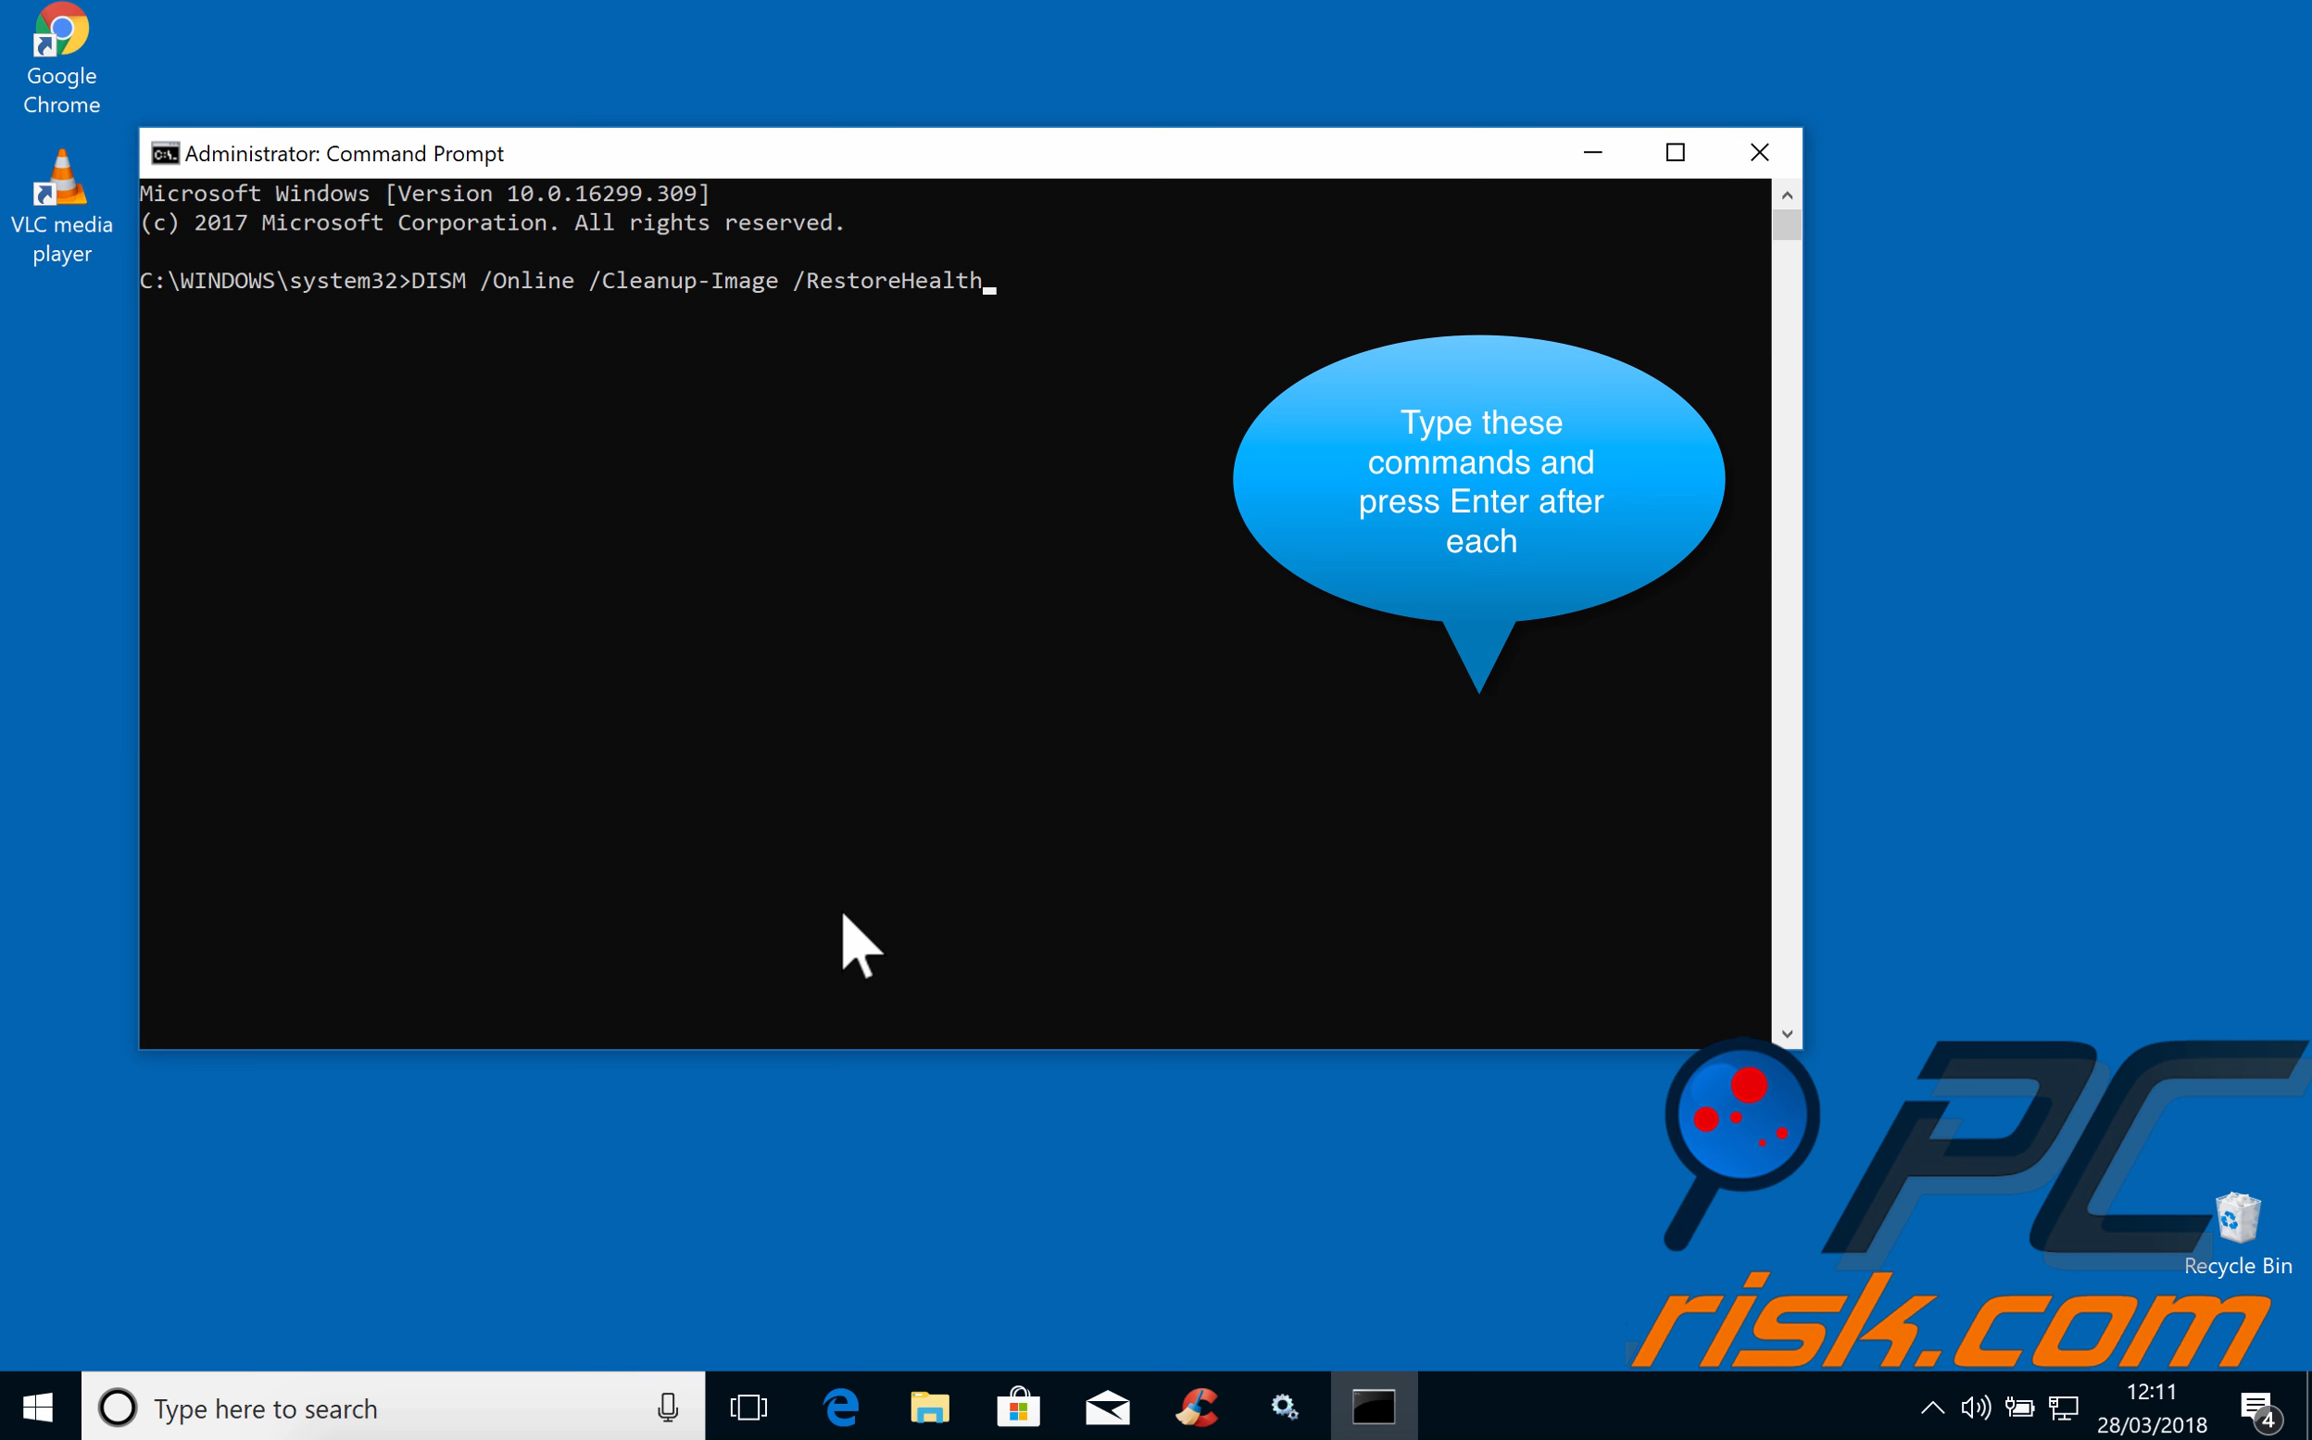 Google
Chrome
VLC media
player
Administrator: Command Prompt
Microsoft Windows [Version 10.0.16299.309]
(c) 2017 Microsoft Corporation. All rights reserved.
C:\WINDOWS\system32>DISM /Online /Cleanup-Image /RestoreHealth
Type these
commands and
press Enter after
each
PC
risk.com
Recycle Bin
Type here to search
12:11
28/03/2018
4